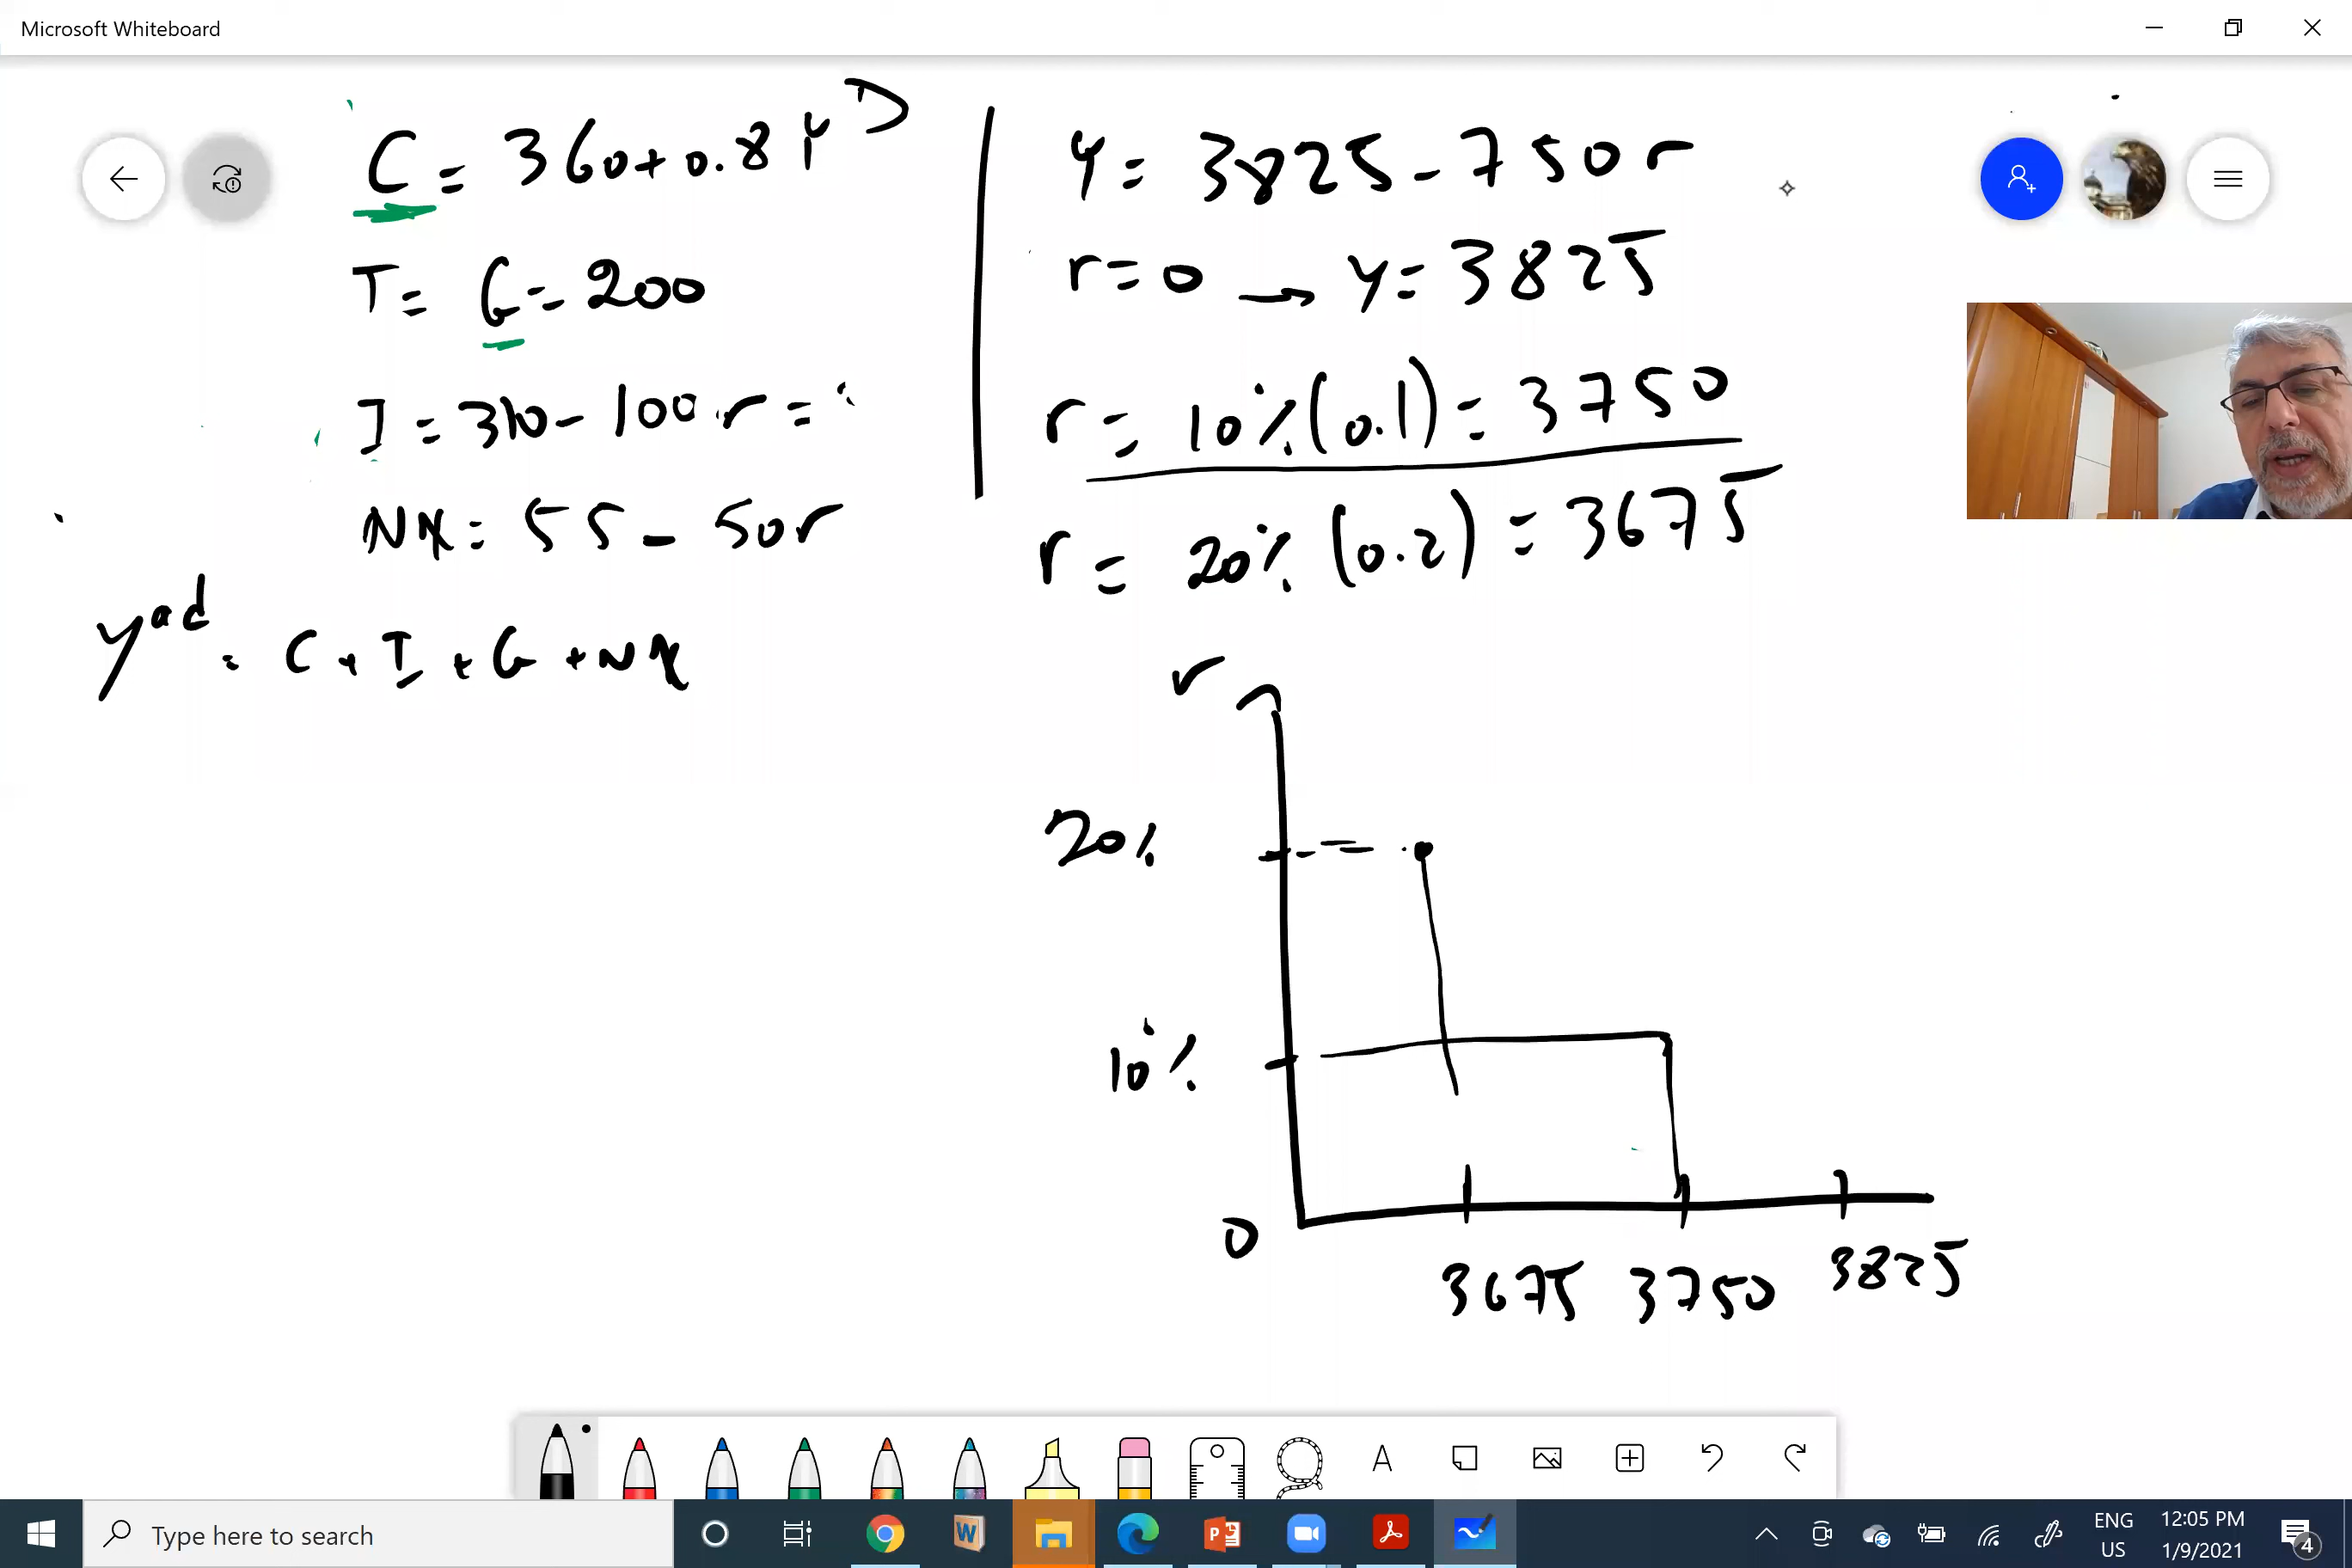 Microsoft Whiteboard
C = 360 + 0.8 Y^D
T = G = 200
I = 310 - 100 r =
NX = 55 - 50r
y^ad = C + I + G + NX
Y = 3825 - 750 r
r = 0 → y = 3825
r = 10% (0.1) = 3750
r = 20% (0.2) = 3675
r
20%
10%
0
3675 3750 3825
A
Type here to search
W
ENG
US
12:05 PM
1/9/2021
4